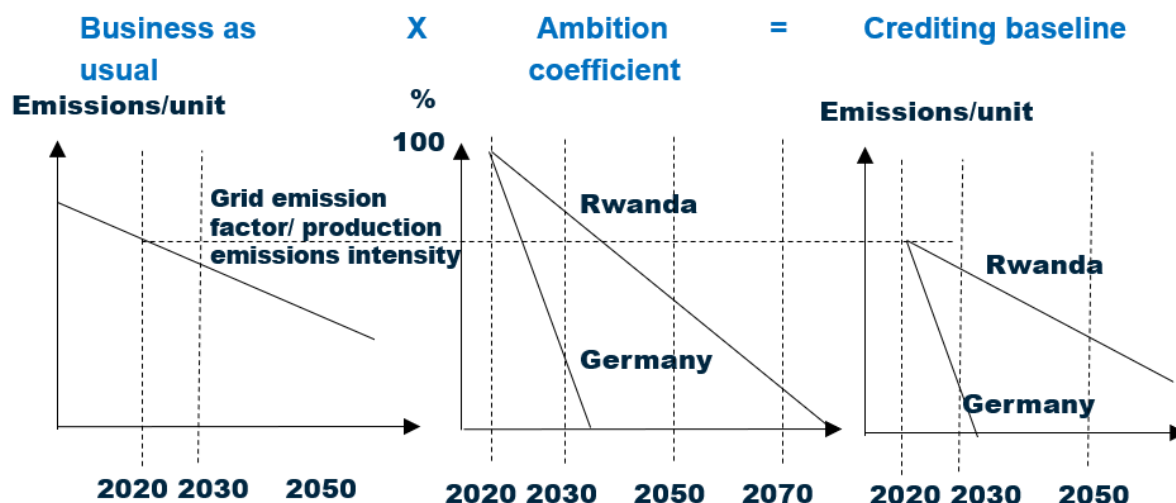 Business as usual
X
Ambition coefficient
=
Crediting baseline
Emissions/unit
%
100
Emissions/unit
Grid emission
factor/ production
emissions intensity
Rwanda
Germany
Rwanda
Germany
2020 2030 2050
2020 2030 2050 2070
2020 2030 2050